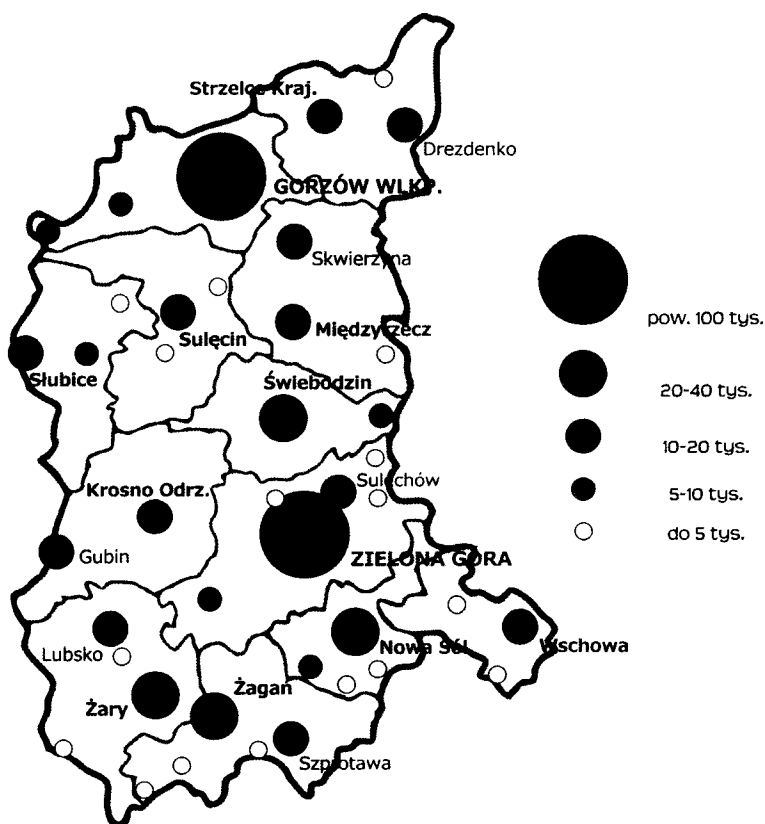 Strzelce Kraj.
Drezdenko
GORZÓW WLKP.
Skwierzyna
Sulęcin
Międzyrzecz
Słubice
Świebodzin
Krosno Odrz.
Sulechów
Gubin
ZIELONA GÓRA
Lubsko
Nowa Sól
Wschowa
Żagań
Żary
Szprotawa
pow. 100 tys.
20-40 tys.
10-20 tys.
5-10 tys.
do 5 tys.